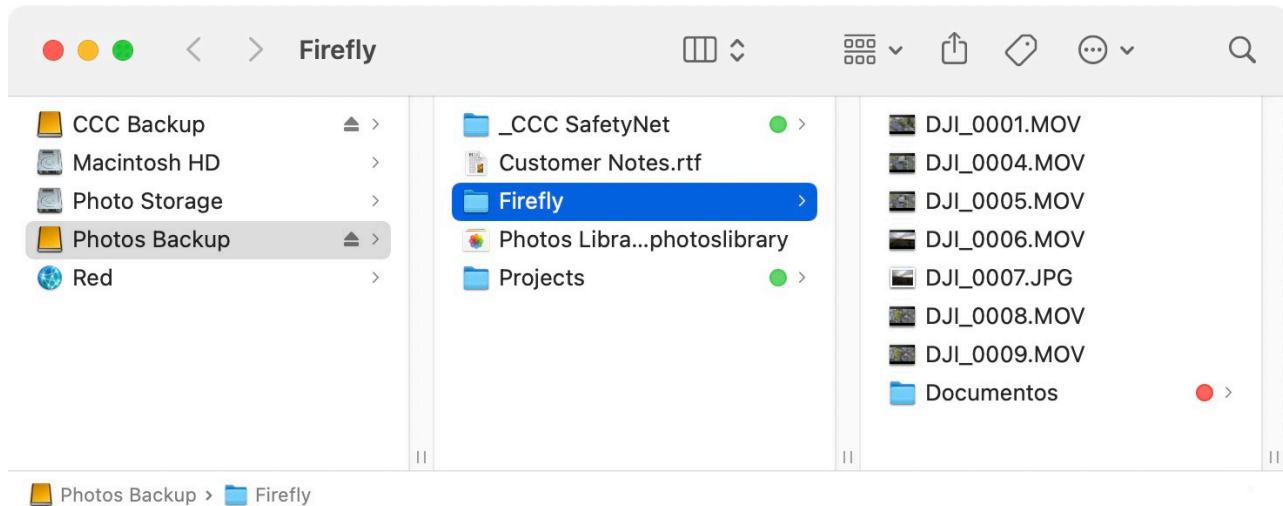 Firefly
CCC Backup
Macintosh HD
Photo Storage
Photos Backup
Red
_CCC SafetyNet
Customer Notes.rtf
Firefly
Photos Libra...photoslibrary
Projects
DJI_0001.MOV
DJI_0004.MOV
DJI_0005.MOV
DJI_0006.MOV
DJI_0007.JPG
DJI_0008.MOV
DJI_0009.MOV
Documentos
Photos Backup › Firefly